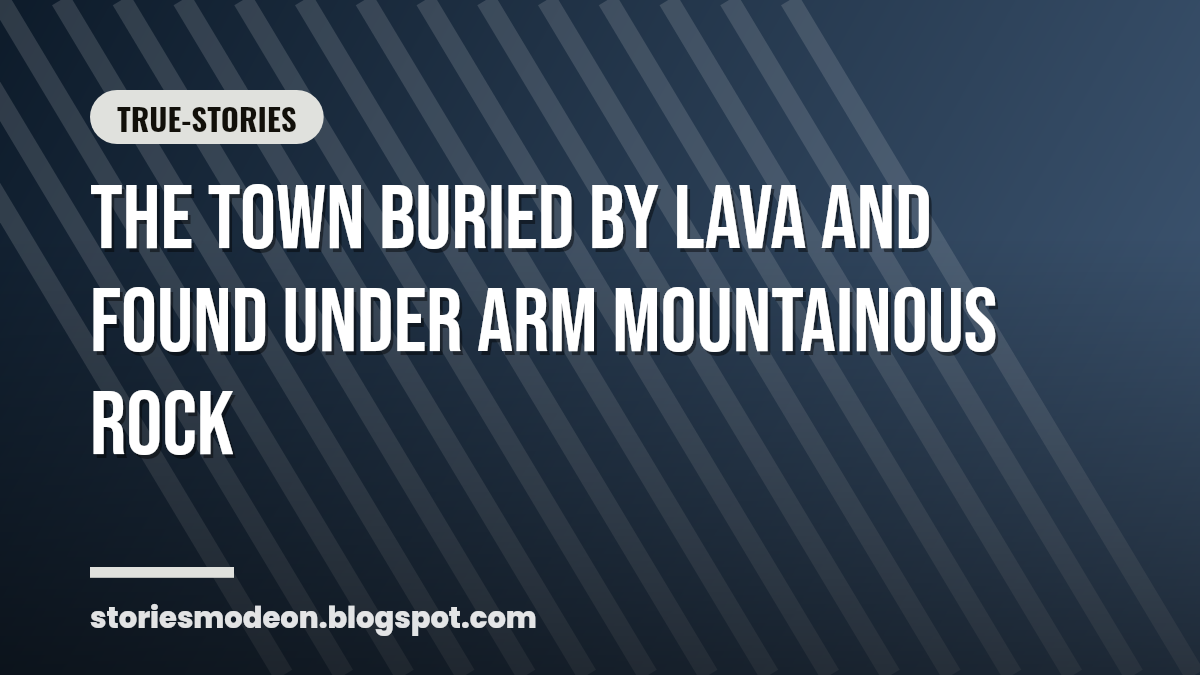 TRUE-STORIES
THE TOWN BURIED BY LAVA AND
FOUND UNDER ARM MOUNTAINOUS
ROCK
storiesmodeon.blogspot.com